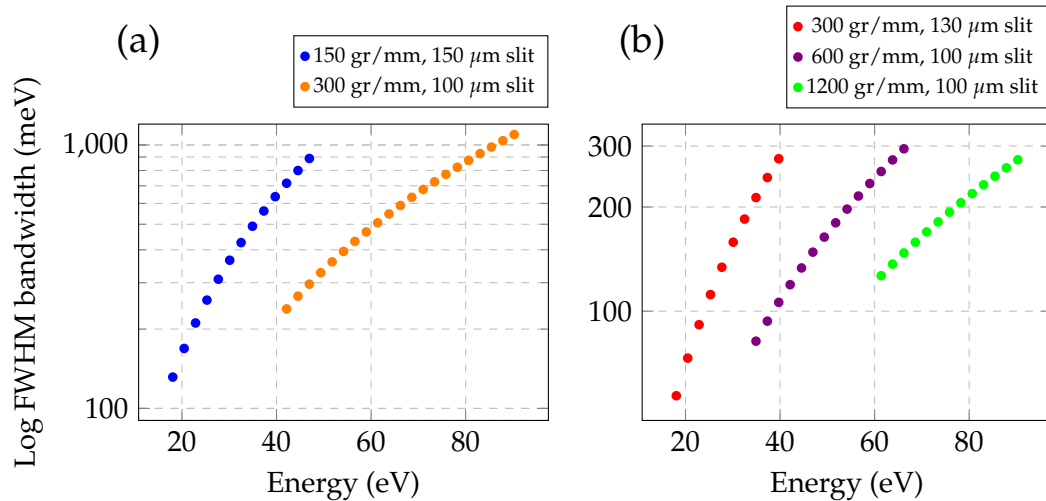 (a)
150 gr/mm, 150 µm slit
300 gr/mm, 100 µm slit
Log FWHM bandwidth (meV)
1,000
100
20 40 60 80
Energy (eV)
(b)
300 gr/mm, 130 µm slit
600 gr/mm, 100 µm slit
1200 gr/mm, 100 µm slit
300
200
100
20 40 60 80
Energy (eV)